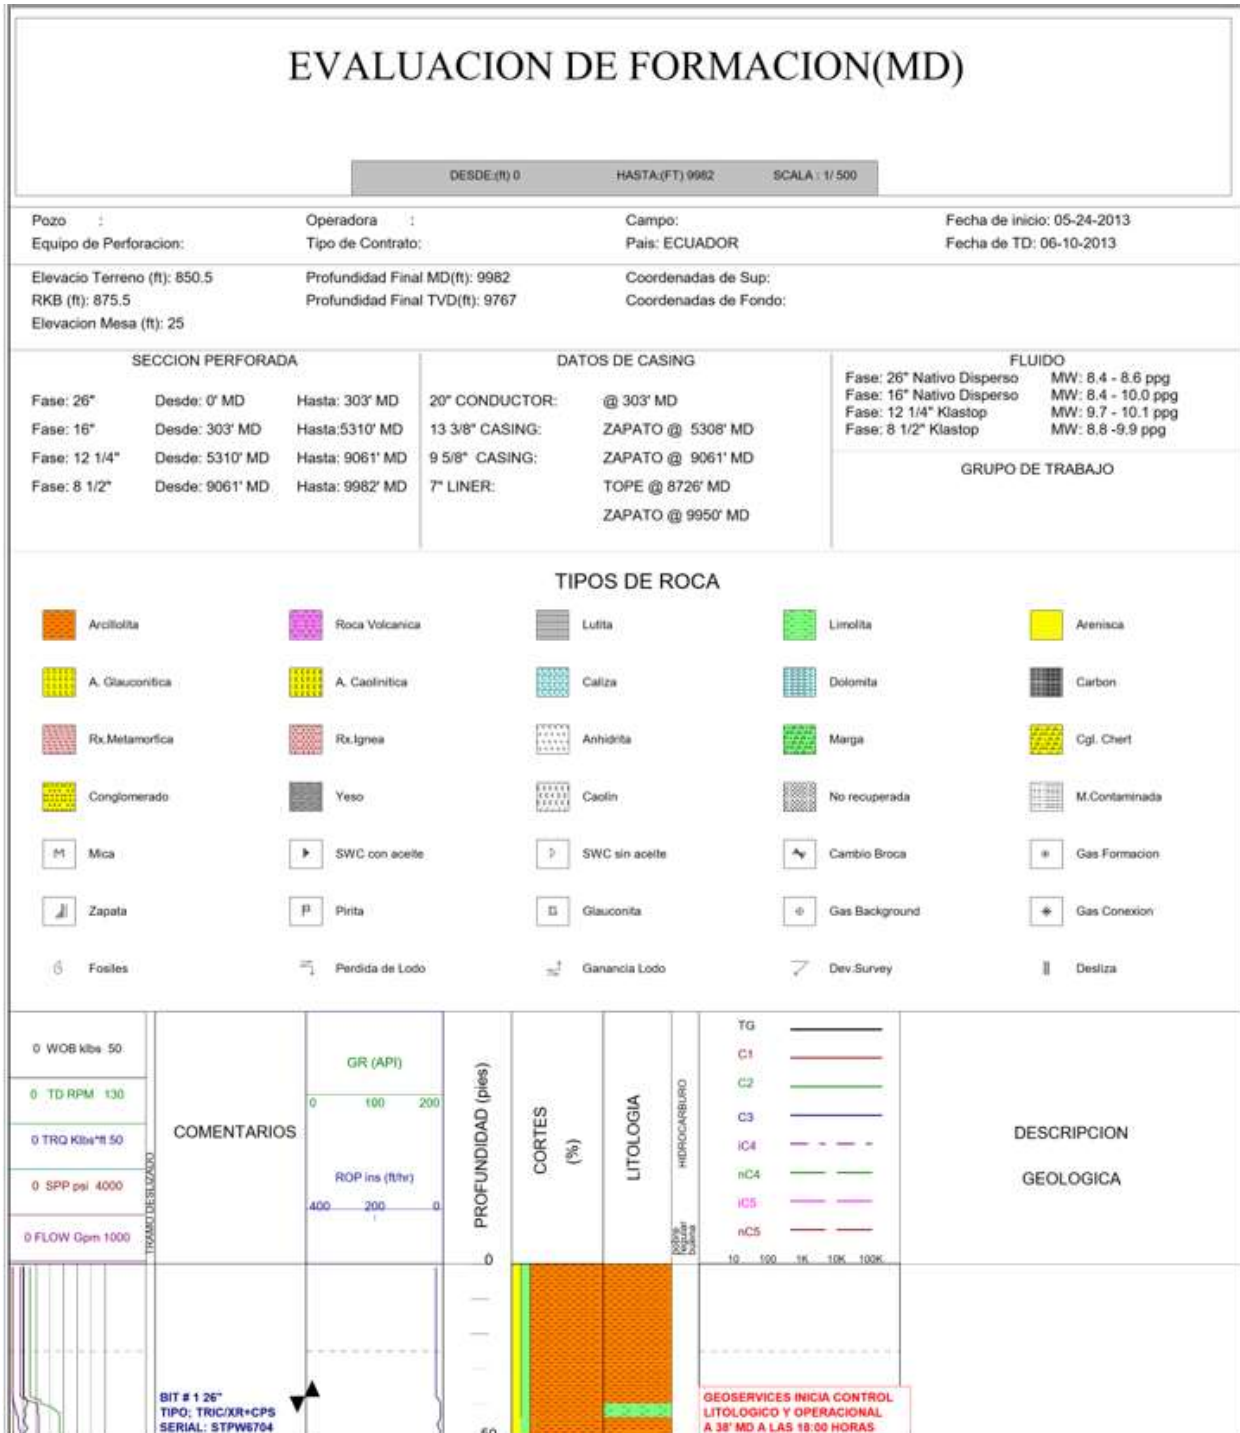 EVALUACION DE FORMACION(MD)
DESDE:(ft) 0 HASTA:(FT) 9982 SCALA : 1/ 500
Pozo : Operadora : Campo: Fecha de inicio: 05-24-2013
Equipo de Perforacion: Tipo de Contrato: Pais: ECUADOR Fecha de TD: 06-10-2013
Elevacio Terreno (ft): 850.5 Profundidad Final MD(ft): 9982 Coordenadas de Sup:
RKB (ft): 875.5 Profundidad Final TVD(ft): 9767 Coordenadas de Fondo:
Elevacion Mesa (ft): 25
SECCION PERFORADA
Fase: 26" Desde: 0' MD Hasta: 303' MD
Fase: 16" Desde: 303' MD Hasta:5310' MD
Fase: 12 1/4" Desde: 5310' MD Hasta: 9061' MD
Fase: 8 1/2" Desde: 9061' MD Hasta: 9982' MD
DATOS DE CASING
20" CONDUCTOR: @ 303' MD
13 3/8" CASING: ZAPATO @ 5308' MD
9 5/8" CASING: ZAPATO @ 9061' MD
7" LINER: TOPE @ 8726' MD
ZAPATO @ 9950' MD
FLUIDO
Fase: 26" Nativo Disperso MW: 8.4 - 8.6 ppg
Fase: 16" Nativo Disperso MW: 8.4 - 10.0 ppg
Fase: 12 1/4" Klastop MW: 9.7 - 10.1 ppg
Fase: 8 1/2" Klastop MW: 8.8 -9.9 ppg
GRUPO DE TRABAJO
TIPOS DE ROCA
Arcillolita Roca Volcanica Lutita Limolita Arenisca
A. Glauconitica A. Caolinitica Caliza Dolomita Carbon
Rx.Metamorfica Rx.Ignea Anhidrita Marga Cgl. Chert
Conglomerado Yeso Caolin No recuperada M.Contaminada
M Mica SWC con aceite SWC sin aceite Cambio Broca Gas Formacion
Zapata P Pirita G Glauconita Gas Background Gas Conexion
Fosiles Perdida de Lodo Ganancia Lodo Dev.Survey Desliza
0 WOB klbs 50
0 TD RPM 130
0 TRQ Klbs*ft 50
0 SPP psi 4000
0 FLOW Gpm 1000
TRAMO DESLIZADO
COMENTARIOS
GR (API)
0 100 200
ROP ins (ft/hr)
400 200 0
PROFUNDIDAD (pies)
0
CORTES
(%)
LITOLOGIA
HIDROCARBURO
pobre
regular
buena
TG
C1
C2
C3
iC4
nC4
iC5
nC5
10 100 1K 10K 100K
DESCRIPCION
GEOLOGICA
BIT # 1 26"
TIPO: TRIC/XR+CPS
SERIAL: STPW6704
50
GEOSERVICES INICIA CONTROL
LITOLOGICO Y OPERACIONAL
A 38' MD A LAS 18:00 HORAS